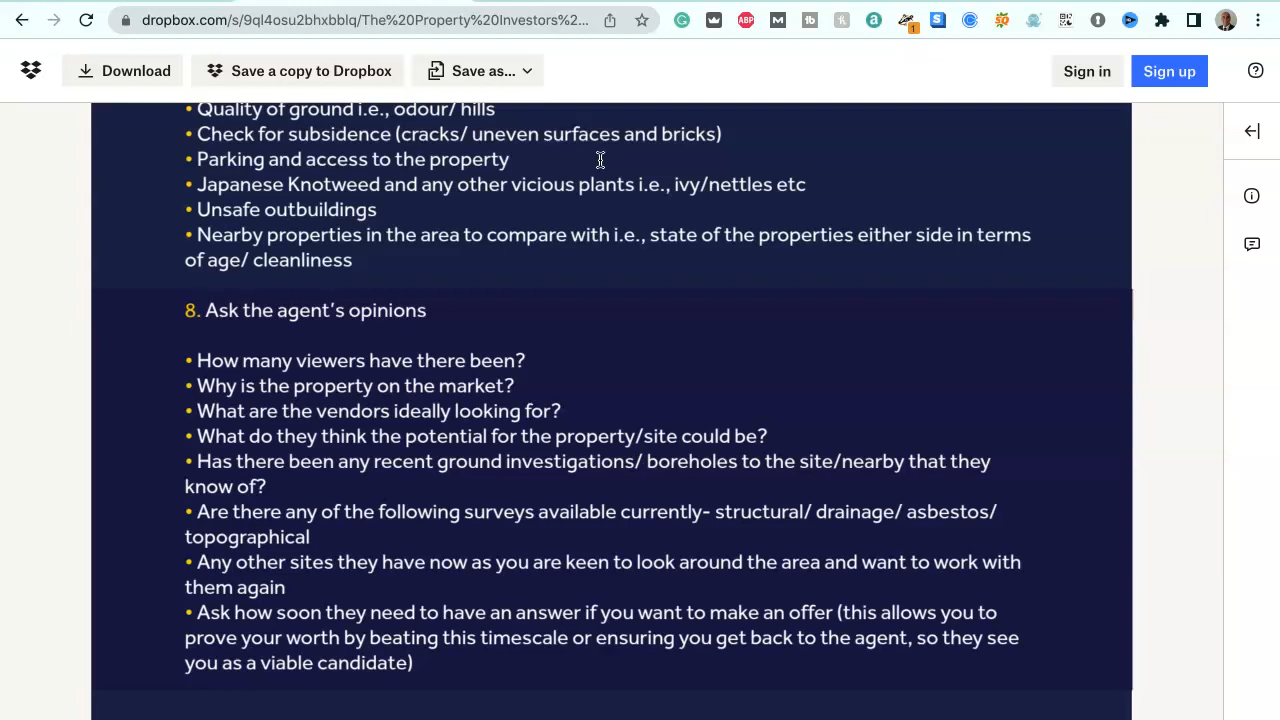 dropbox.com/s/9ql4osu2bhxbblq/The%20Property%20Investors%2...
1
Download
Save a copy to Dropbox
Save as...
Sign in
Sign up
• Quality of ground i.e., odour/ hills
• Check for subsidence (cracks/ uneven surfaces and bricks)
• Parking and access to the property
• Japanese Knotweed and any other vicious plants i.e., ivy/nettles etc
• Unsafe outbuildings
• Nearby properties in the area to compare with i.e., state of the properties either side in terms
of age/ cleanliness
8. Ask the agent's opinions
• How many viewers have there been?
• Why is the property on the market?
• What are the vendors ideally looking for?
• What do they think the potential for the property/site could be?
• Has there been any recent ground investigations/ boreholes to the site/nearby that they
know of?
• Are there any of the following surveys available currently- structural/ drainage/ asbestos/
topographical
• Any other sites they have now as you are keen to look around the area and want to work with
them again
• Ask how soon they need to have an answer if you want to make an offer (this allows you to
prove your worth by beating this timescale or ensuring you get back to the agent, so they see
you as a viable candidate)